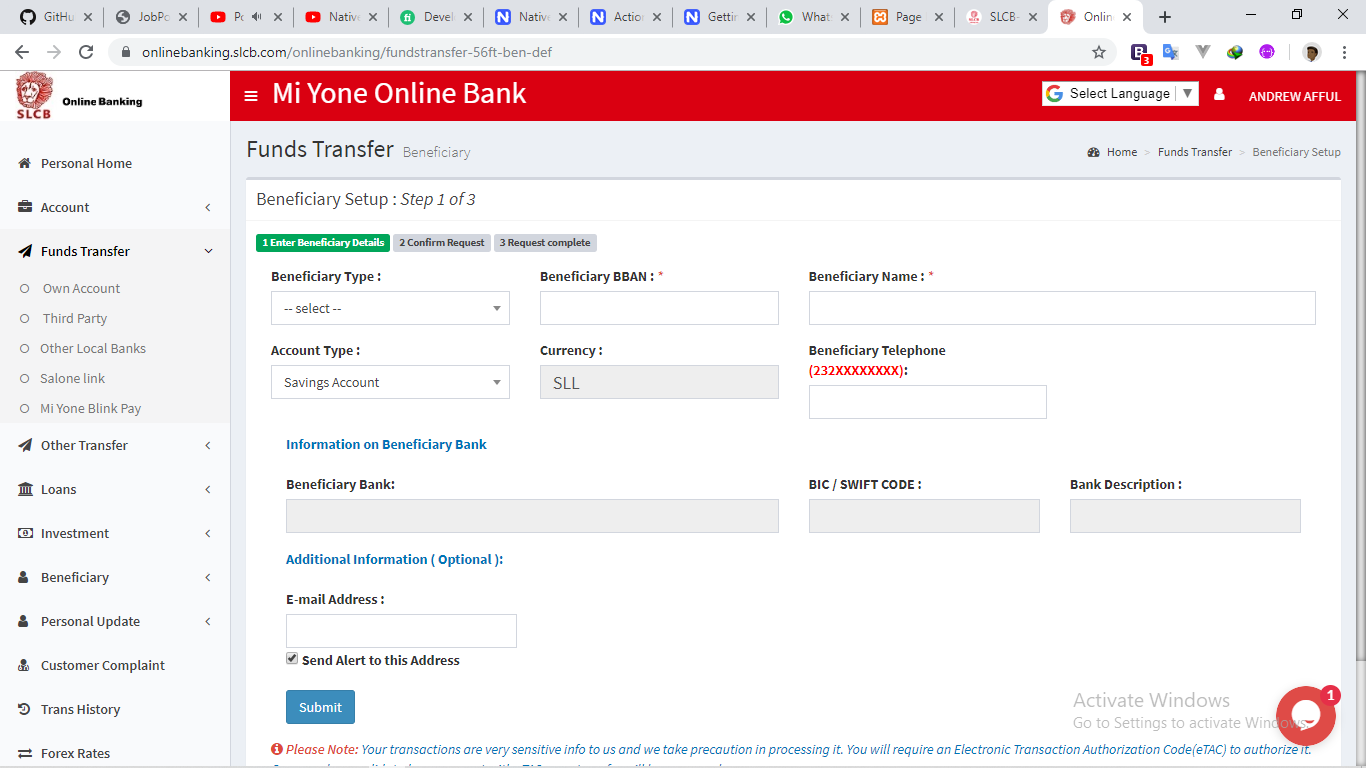 GitHu
JobPo
Po
Native
Devel
Native
Action
Gettin
What
Page
SLCB-
Onlin
onlinebanking.slcb.com/onlinebanking/fundstransfer-56ft-ben-def
3
SLCB
Online Banking
Mi Yone Online Bank
Select Language
ANDREW AFFUL
Personal Home
Account
Funds Transfer
Own Account
Third Party
Other Local Banks
Salone link
Mi Yone Blink Pay
Other Transfer
Loans
Investment
Beneficiary
Personal Update
Customer Complaint
Trans History
Forex Rates
Funds Transfer Beneficiary
Home > Funds Transfer > Beneficiary Setup
Beneficiary Setup : Step 1 of 3
1 Enter Beneficiary Details 2 Confirm Request 3 Request complete
Beneficiary Type : Beneficiary BBAN : * Beneficiary Name : *
-- select --
Account Type : Currency : Beneficiary Telephone
(232XXXXXXXX):
Savings Account SLL
Information on Beneficiary Bank
Beneficiary Bank: BIC / SWIFT CODE : Bank Description :
Additional Information ( Optional ):
E-mail Address :
Send Alert to this Address
Submit
Activate Windows
Go to Settings to activate Windows.
1
Please Note: Your transactions are very sensitive info to us and we take precaution in processing it. You will require an Electronic Transaction Authorization Code(eTAC) to authorize it.